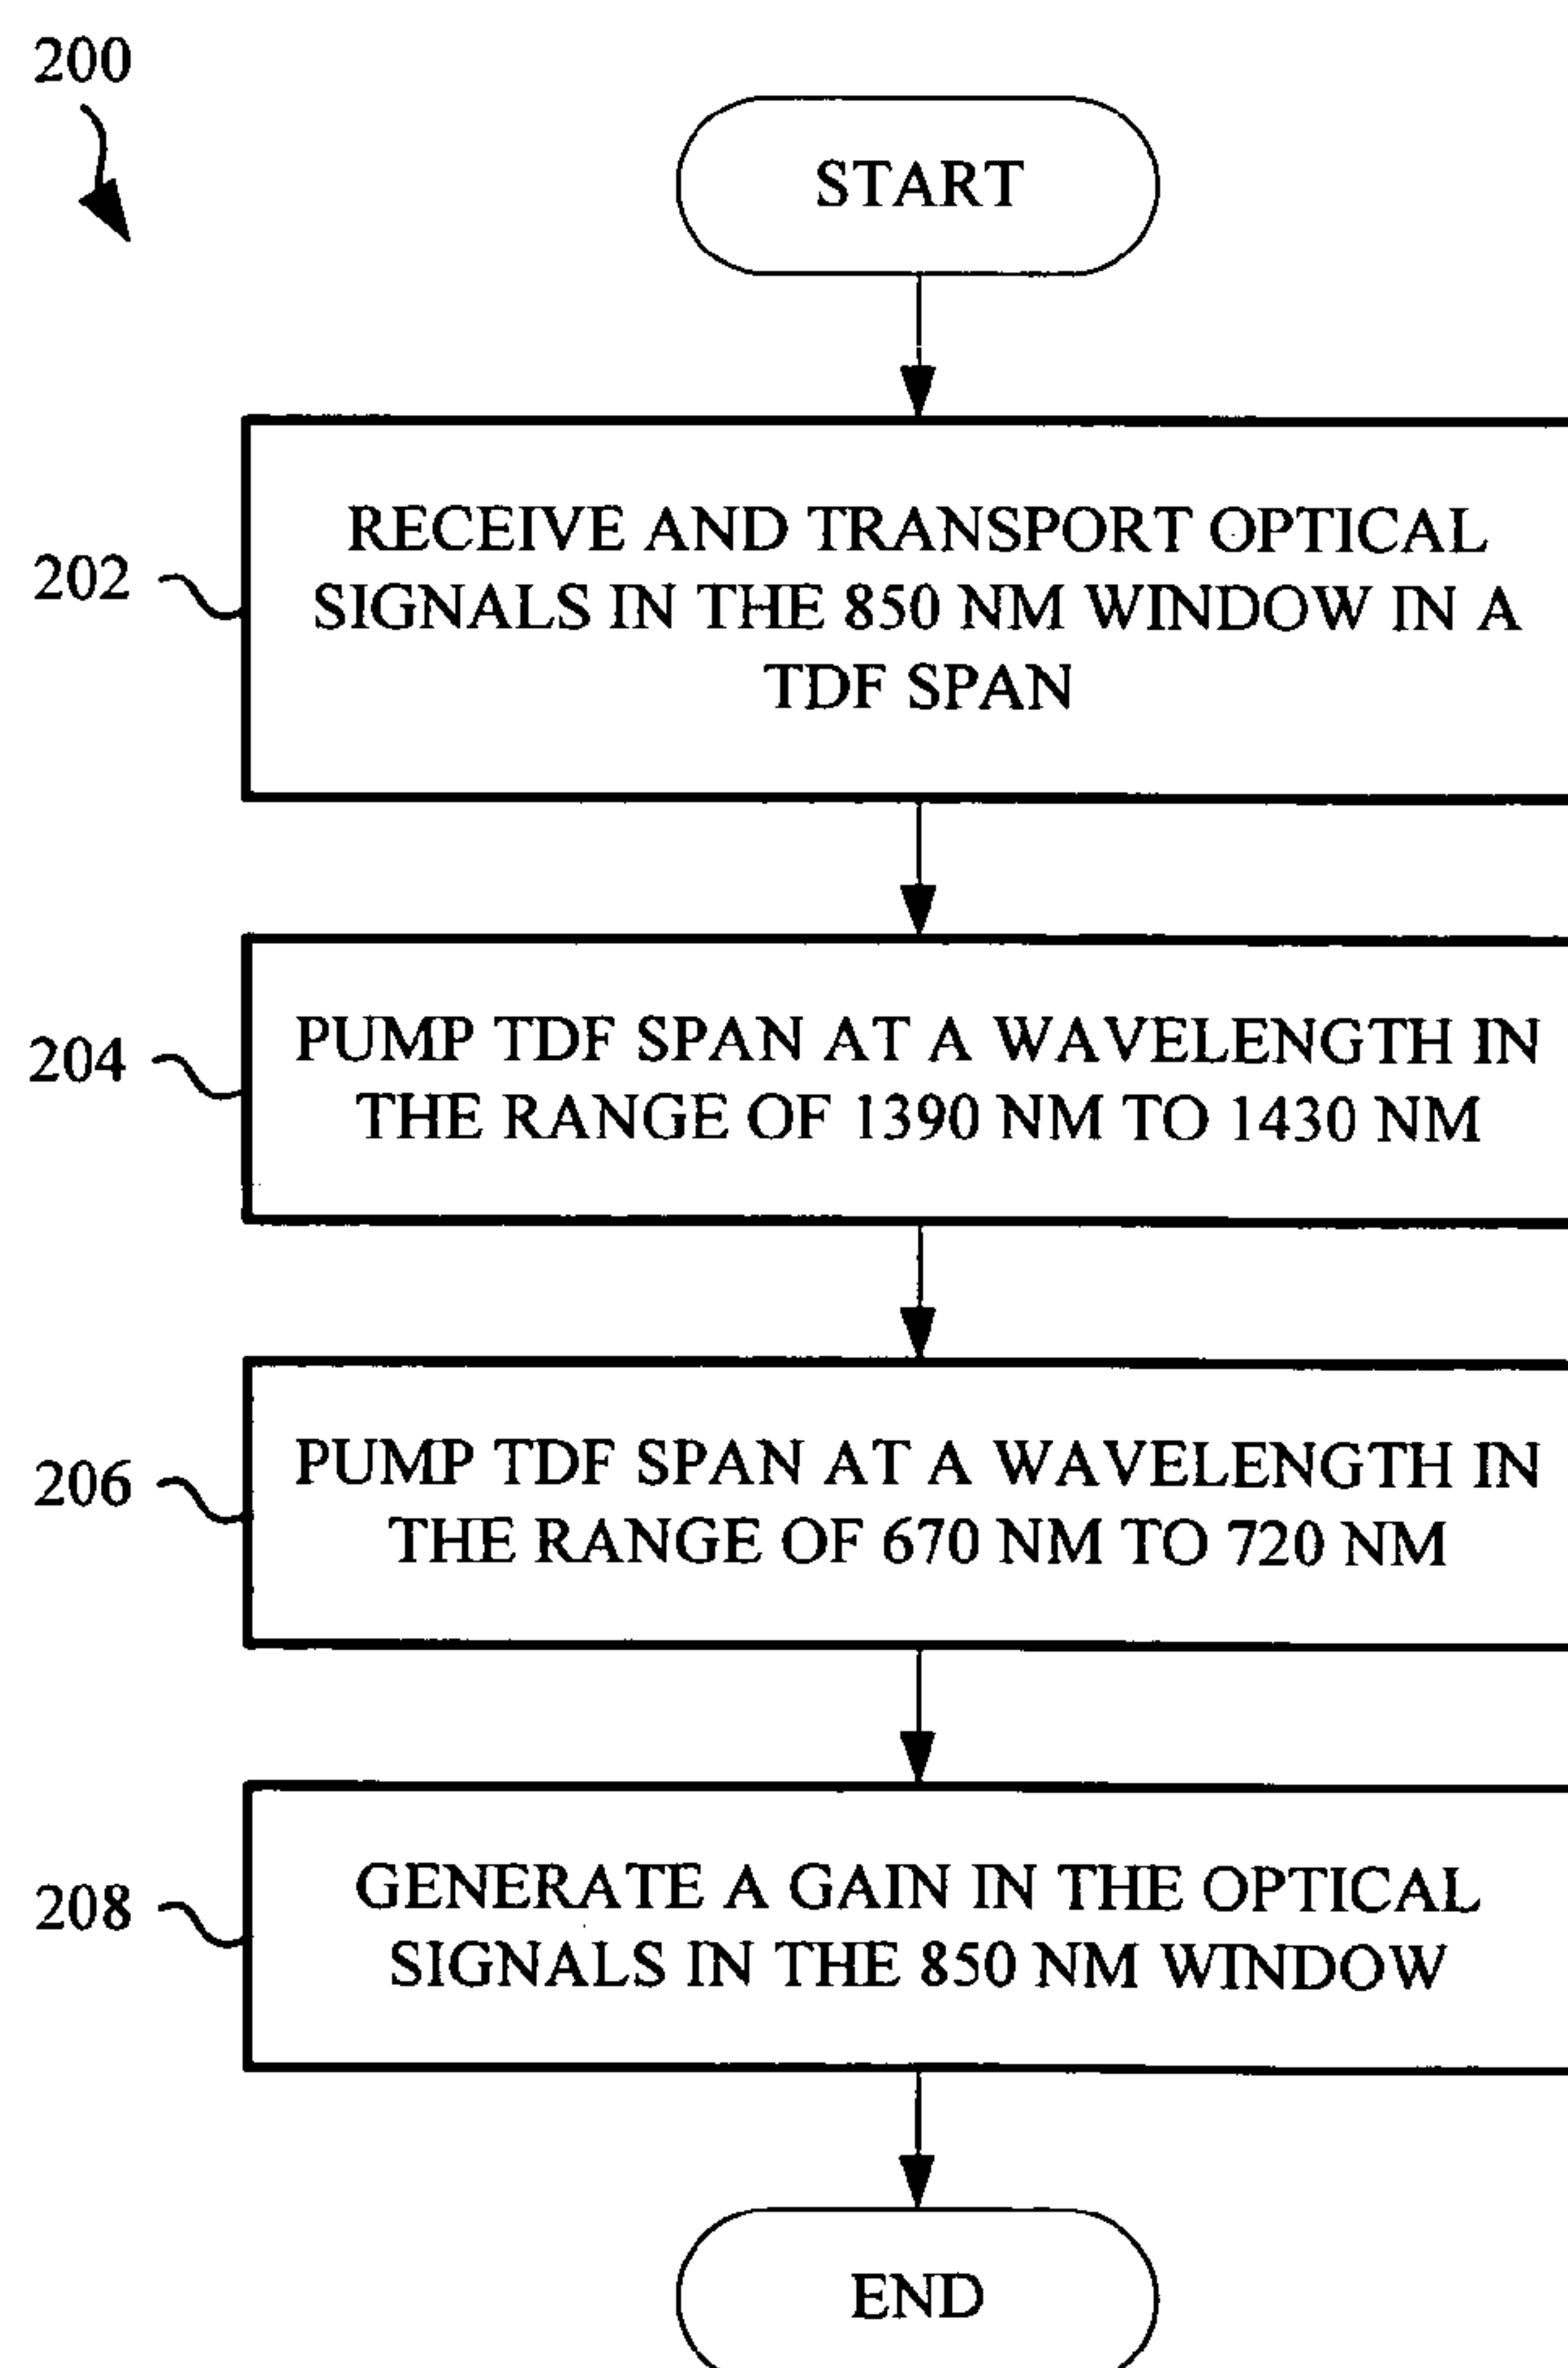 200
START
202
RECEIVE AND TRANSPORT OPTICAL
SIGNALS IN THE 850 NM WINDOW IN A
TDF SPAN
204
PUMP TDF SPAN AT A WAVELENGTH IN
THE RANGE OF 1390 NM TO 1430 NM
206
PUMP TDF SPAN AT A WAVELENGTH IN
THE RANGE OF 670 NM TO 720 NM
208
GENERATE A GAIN IN THE OPTICAL
SIGNALS IN THE 850 NM WINDOW
END